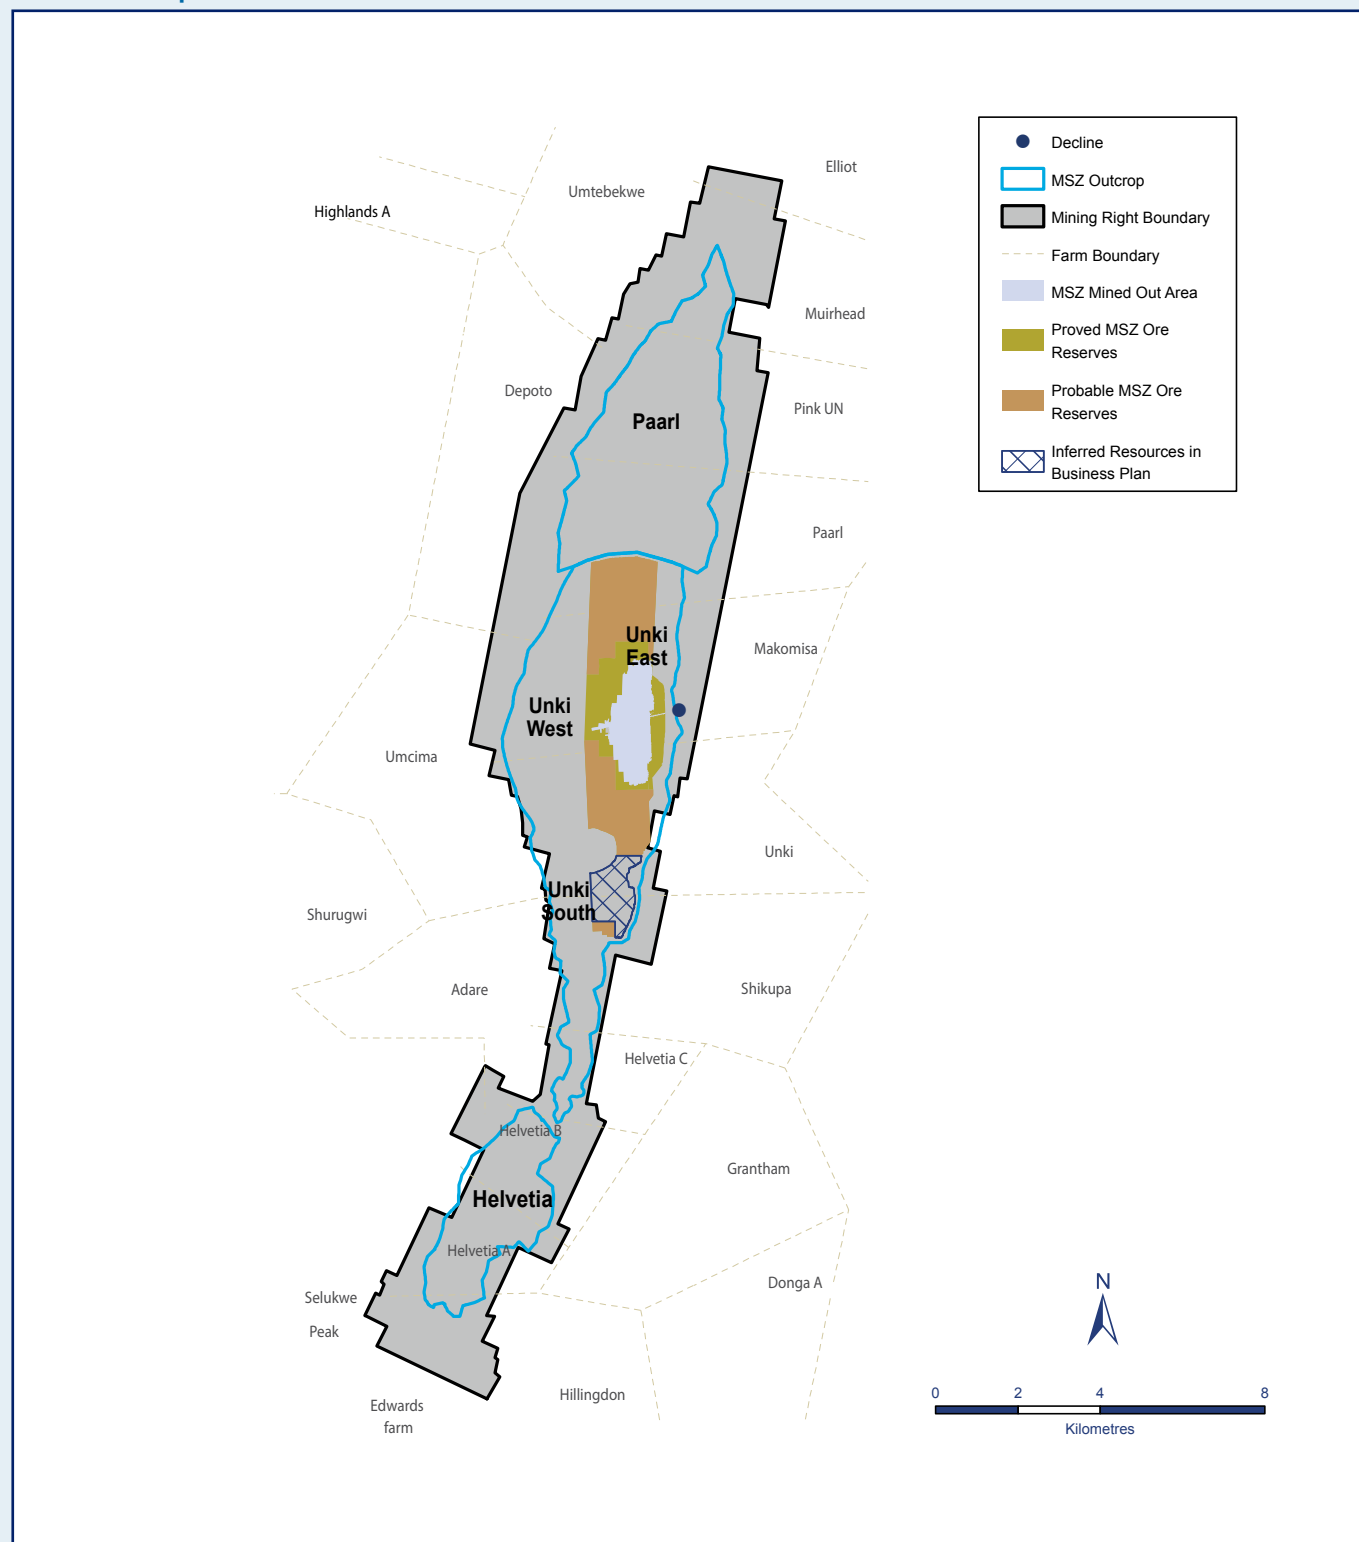 Elliot
Umtebekwe
Highlands A
Muirhead
Depoto
Pink UN
Paarl
Paarl
Unki
East
Makomisa
Unki
West
Umcima
Unki
Unki
South
Shurugwi
Adare
Shikupa
Helvetia C
Helvetia B
Grantham
Helvetia
Helvetia A
Donga A
Selukwe
Peak
Hillingdon
Edwards
farm
Decline
MSZ Outcrop
Mining Right Boundary
Farm Boundary
MSZ Mined Out Area
Proved MSZ Ore
Reserves
Probable MSZ Ore
Reserves
Inferred Resources in
Business Plan
N
0 2 4 8
Kilometres